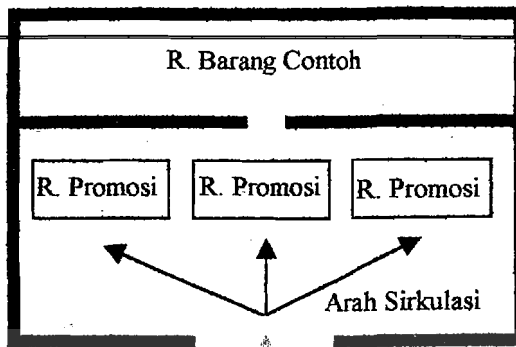 R. Barang Contoh
R. Promosi R. Promosi R. Promosi
Arah Sirkulasi